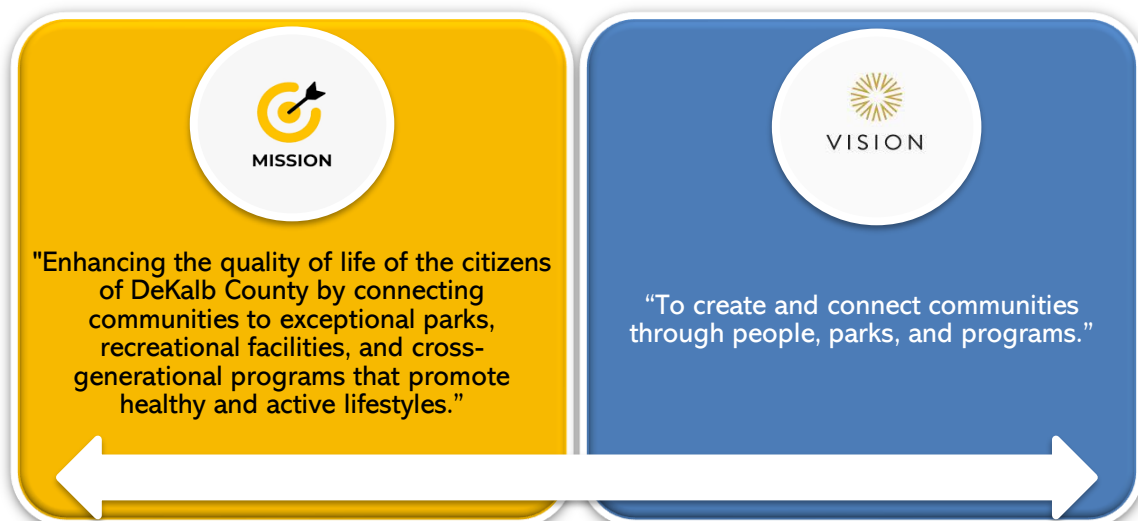 MISSION
"Enhancing the quality of life of the citizens
of DeKalb County by connecting
communities to exceptional parks,
recreational facilities, and cross-
generational programs that promote
healthy and active lifestyles.”
VISION
“To create and connect communities
through people, parks, and programs.”